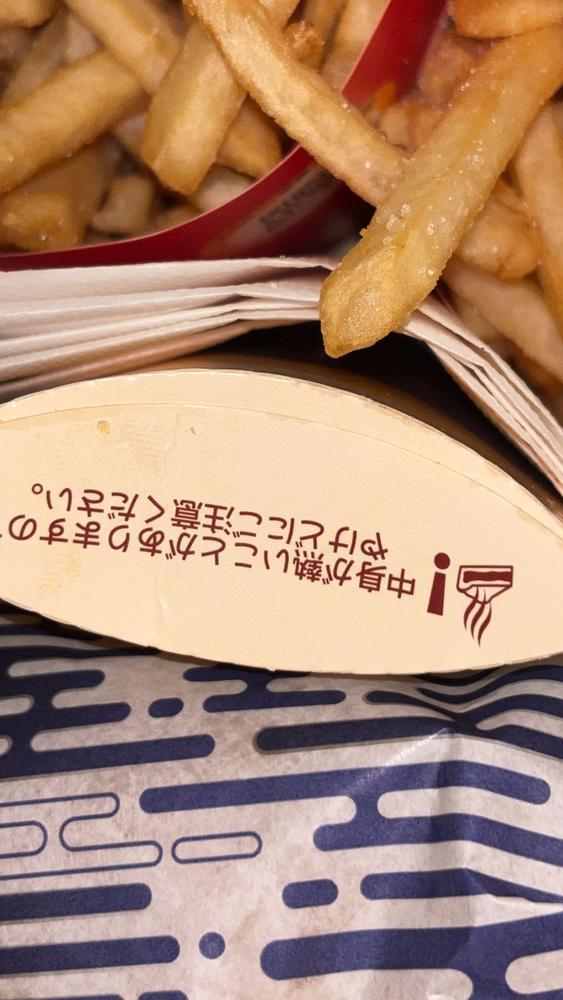 中身が熱いことがありますの
やけどにご注意ください。